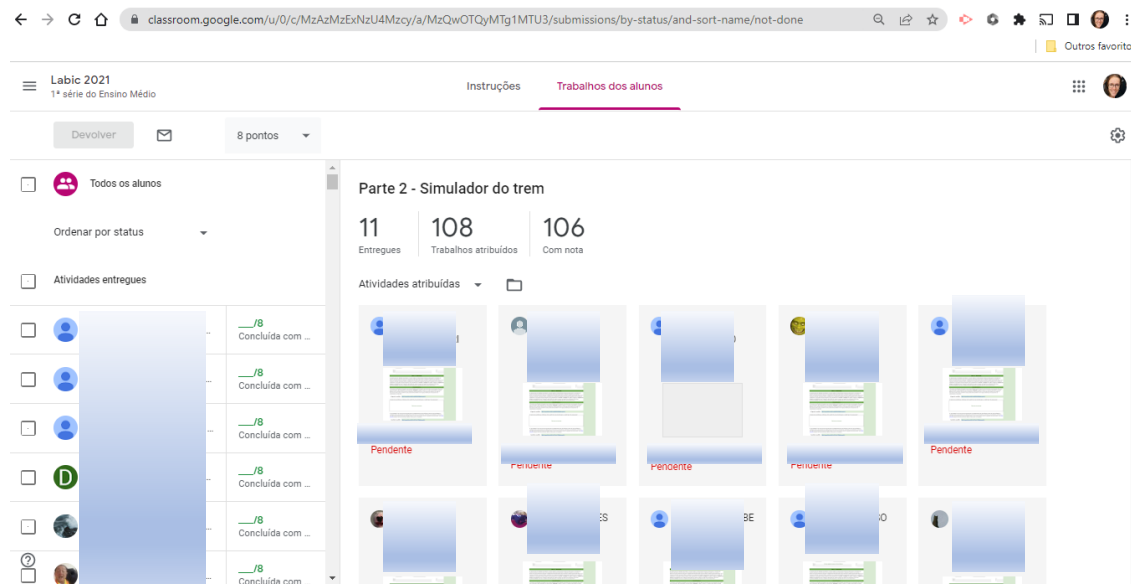 classroom.google.com/u/0/c/MzAzMzExNzU4Mzcy/a/MzQwOTQyMTg1MTU3/submissions/by-status/and-sort-name/not-done
Outros favorito
Labic 2021
1ª série do Ensino Médio
Instruções
Trabalhos dos alunos
Devolver
8 pontos
Todos os alunos
Ordenar por status
Atividades entregues
___/8
Concluída com ...
___/8
Concluída com ...
___/8
Concluída com ...
D
___/8
Concluída com ...
___/8
Concluída com ...
___/8
Concluída com ...
Parte 2 - Simulador do trem
11
108
106
Entregues
Trabalhos atribuídos
Com nota
Atividades atribuídas
Pendente
Pendente
Pendente
Pendente
Pendente
ES
BE
SO